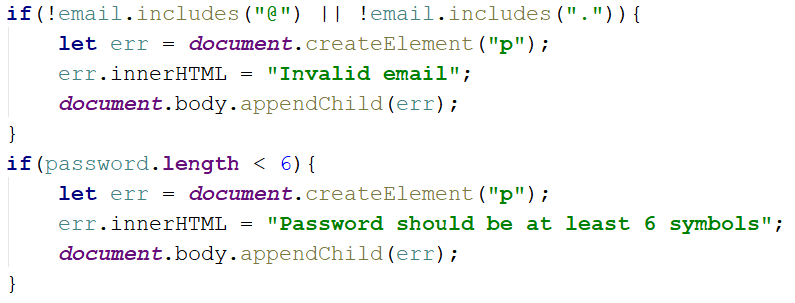 if(!email.includes("@") || !email.includes(".")){
    let err = document.createElement("p");
    err.innerHTML = "Invalid email";
    document.body.appendChild(err);
}
if(password.length < 6){
    let err = document.createElement("p");
    err.innerHTML = "Password should be at least 6 symbols";
    document.body.appendChild(err);
}